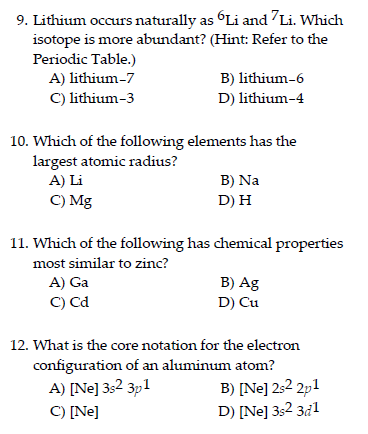 9. Lithium occurs naturally as ⁶Li and ⁷Li. Which
isotope is more abundant? (Hint: Refer to the
Periodic Table.)
A) lithium-7 B) lithium-6
C) lithium-3 D) lithium-4
10. Which of the following elements has the
largest atomic radius?
A) Li B) Na
C) Mg D) H
11. Which of the following has chemical properties
most similar to zinc?
A) Ga B) Ag
C) Cd D) Cu
12. What is the core notation for the electron
configuration of an aluminum atom?
A) [Ne] 3s² 3p¹ B) [Ne] 2s² 2p¹
C) [Ne] D) [Ne] 3s² 3d¹